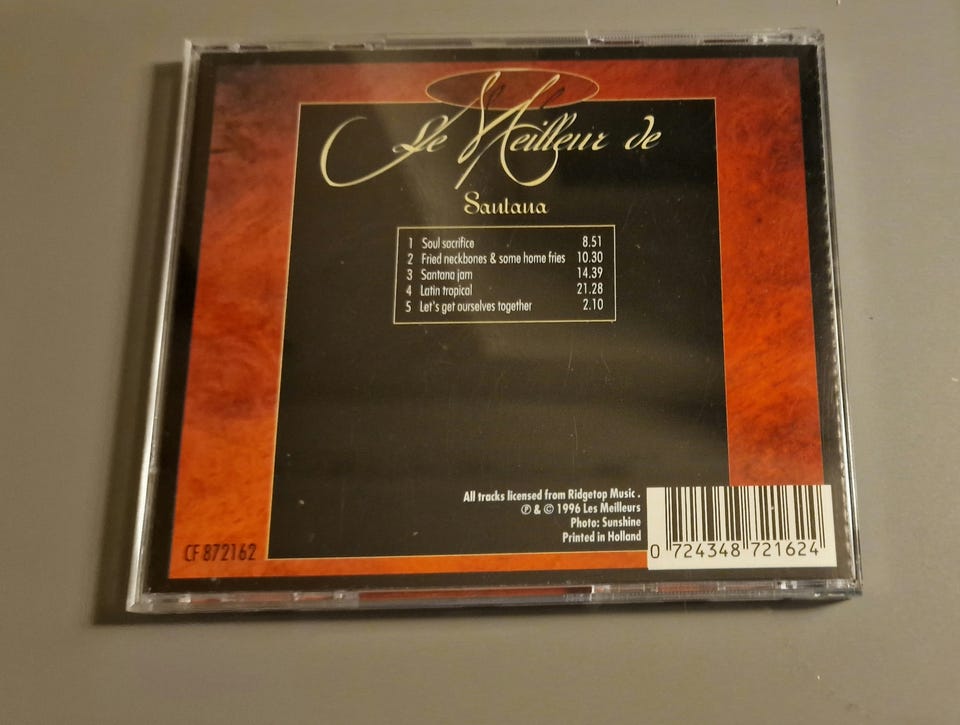 Le Meilleur de
Santana
1 Soul sacrifice 8.51
2 Fried neckbones & some home fries 10.30
3 Santana jam 14.39
4 Latin tropical 21.28
5 Let's get ourselves together 2.10
All tracks licensed from Ridgetop Music .
℗ & © 1996 Les Meilleurs
Photo: Sunshine
Printed in Holland
CF 872162
0 724348 721624